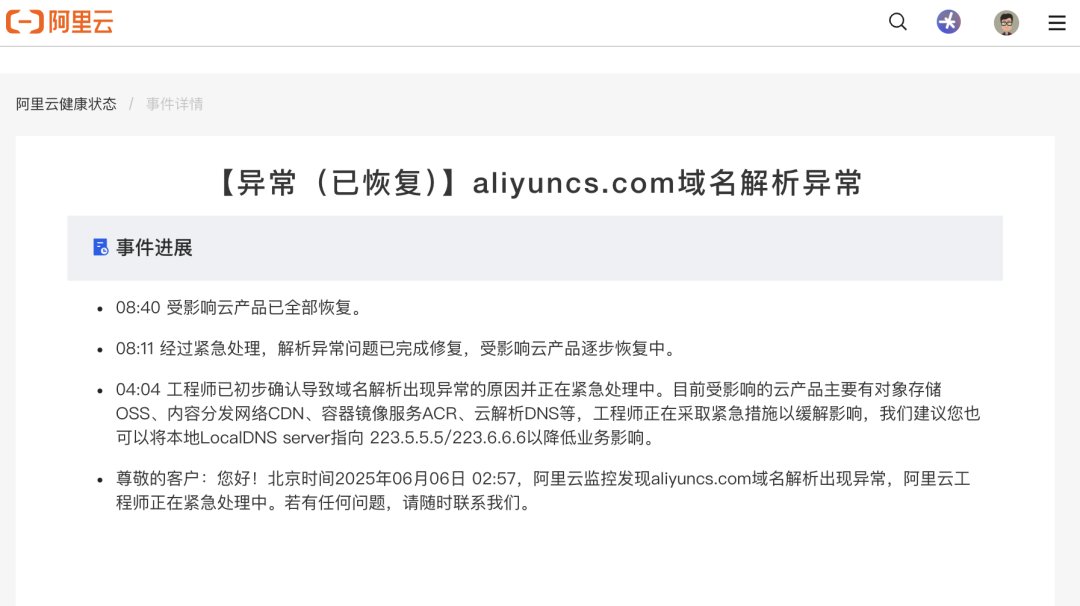 阿里云
阿里云健康状态 / 事件详情
【异常（已恢复）】aliyuncs.com域名解析异常
事件进展
• 08:40 受影响云产品已全部恢复。
• 08:11 经过紧急处理，解析异常问题已完成修复，受影响云产品逐步恢复中。
• 04:04 工程师已初步确认导致域名解析出现异常的原因并正在紧急处理中。目前受影响的云产品主要有对象存储
OSS、内容分发网络CDN、容器镜像服务ACR、云解析DNS等，工程师正在采取紧急措施以缓解影响，我们建议您也
可以将本地LocalDNS server指向 223.5.5.5/223.6.6.6以降低业务影响。
• 尊敬的客户：您好！北京时间2025年06月06日 02:57，阿里云监控发现aliyuncs.com域名解析出现异常，阿里云工
程师正在紧急处理中。若有任何问题，请随时联系我们。